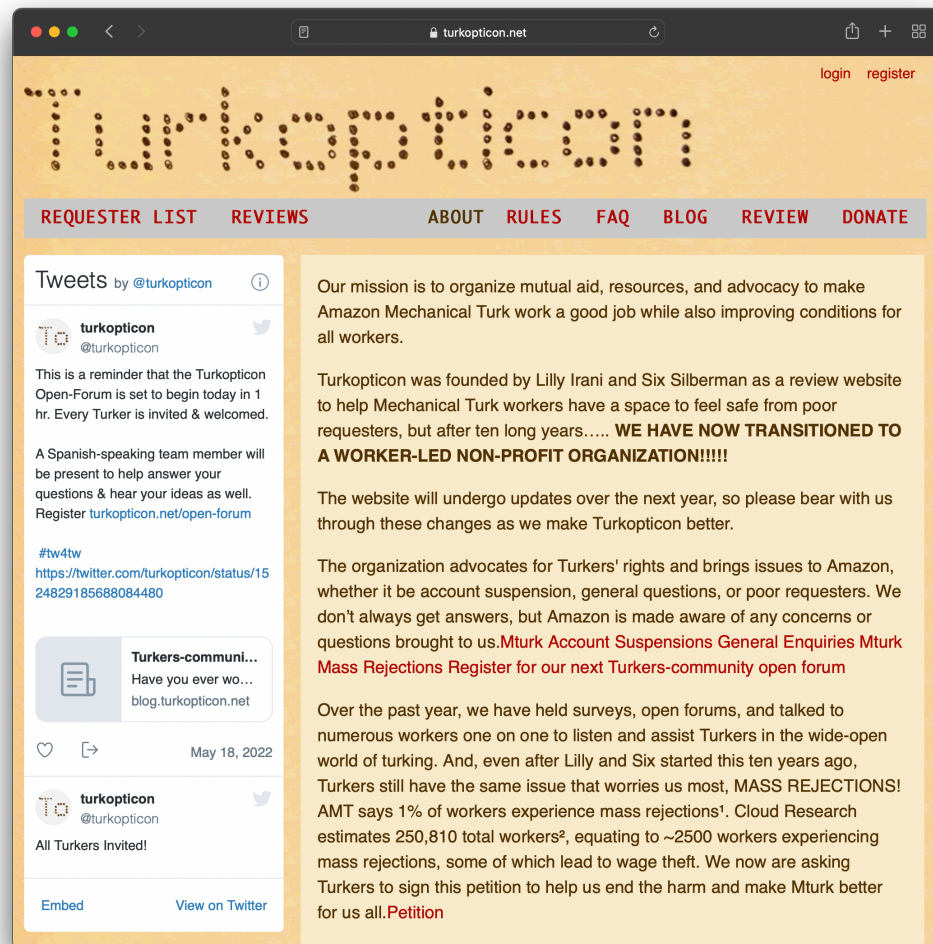 turkopticon.net
login register
Turkopticon
REQUESTER LIST REVIEWS ABOUT RULES FAQ BLOG REVIEW DONATE
Tweets by @turkopticon
To
turkopticon
@turkopticon
This is a reminder that the Turkopticon
Open-Forum is set to begin today in 1
hr. Every Turker is invited & welcomed.
A Spanish-speaking team member will
be present to help answer your
questions & hear your ideas as well.
Register turkopticon.net/open-forum
#tw4tw
https://twitter.com/turkopticon/status/15
24829185688084480
Turkers-communi...
Have you ever wo...
blog.turkopticon.net
May 18, 2022
To
turkopticon
@turkopticon
All Turkers Invited!
Embed View on Twitter
Our mission is to organize mutual aid, resources, and advocacy to make
Amazon Mechanical Turk work a good job while also improving conditions for
all workers.
Turkopticon was founded by Lilly Irani and Six Silberman as a review website
to help Mechanical Turk workers have a space to feel safe from poor
requesters, but after ten long years….. WE HAVE NOW TRANSITIONED TO
A WORKER-LED NON-PROFIT ORGANIZATION!!!!!
The website will undergo updates over the next year, so please bear with us
through these changes as we make Turkopticon better.
The organization advocates for Turkers' rights and brings issues to Amazon,
whether it be account suspension, general questions, or poor requesters. We
don’t always get answers, but Amazon is made aware of any concerns or
questions brought to us.Mturk Account Suspensions General Enquiries Mturk
Mass Rejections Register for our next Turkers-community open forum
Over the past year, we have held surveys, open forums, and talked to
numerous workers one on one to listen and assist Turkers in the wide-open
world of turking. And, even after Lilly and Six started this ten years ago,
Turkers still have the same issue that worries us most, MASS REJECTIONS!
AMT says 1% of workers experience mass rejections¹. Cloud Research
estimates 250,810 total workers², equating to ~2500 workers experiencing
mass rejections, some of which lead to wage theft. We now are asking
Turkers to sign this petition to help us end the harm and make Mturk better
for us all.Petition